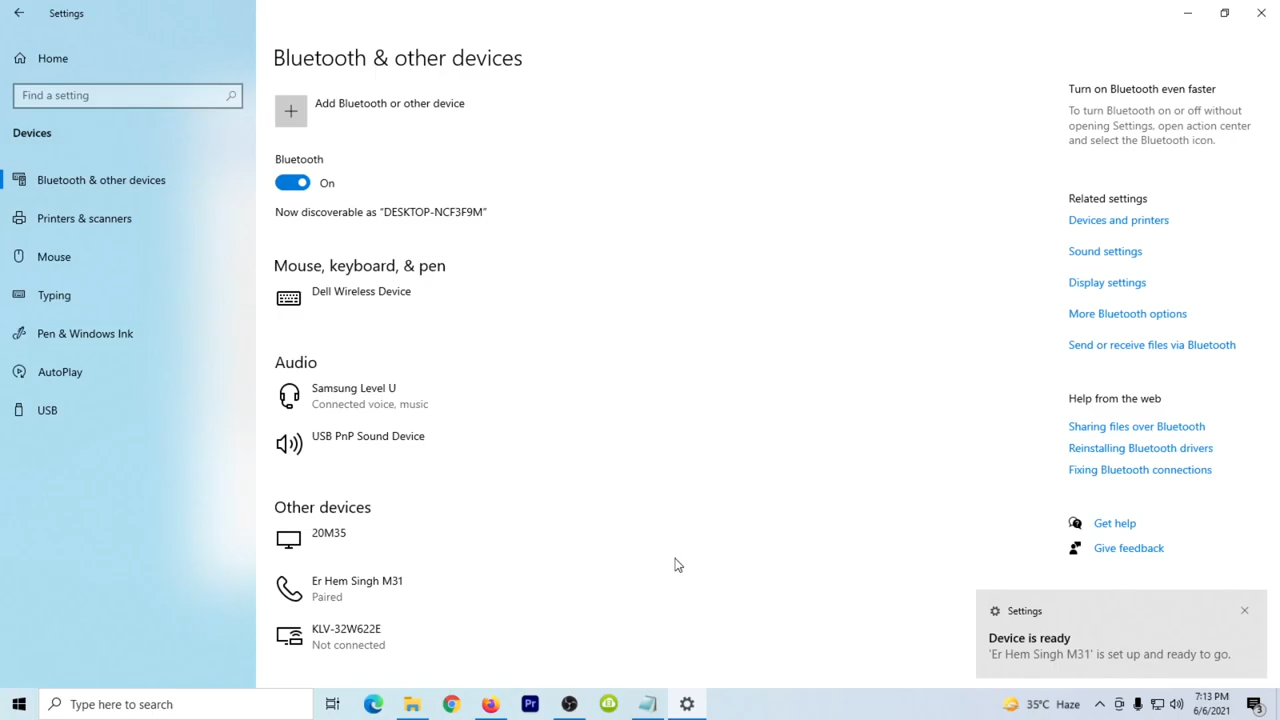 Settings
Home
Find a setting
Devices
Bluetooth & other devices
Printers & scanners
Mouse
Typing
Pen & Windows Ink
AutoPlay
USB
Bluetooth & other devices
Add Bluetooth or other device
Bluetooth
On
Now discoverable as "DESKTOP-NCF3F9M"
Mouse, keyboard, & pen
Dell Wireless Device
Audio
Samsung Level U
Connected voice, music
USB PnP Sound Device
Other devices
20M35
Er Hem Singh M31
Paired
KLV-32W622E
Not connected
Turn on Bluetooth even faster
To turn Bluetooth on or off without
opening Settings, open action center
and select the Bluetooth icon.
Related settings
Devices and printers
Sound settings
Display settings
More Bluetooth options
Send or receive files via Bluetooth
Help from the web
Sharing files over Bluetooth
Reinstalling Bluetooth drivers
Fixing Bluetooth connections
Get help
Give feedback
Settings
Device is ready
'Er Hem Singh M31' is set up and ready to go.
Type here to search
Pr
35°C Haze
7:13 PM
6/6/2021
3